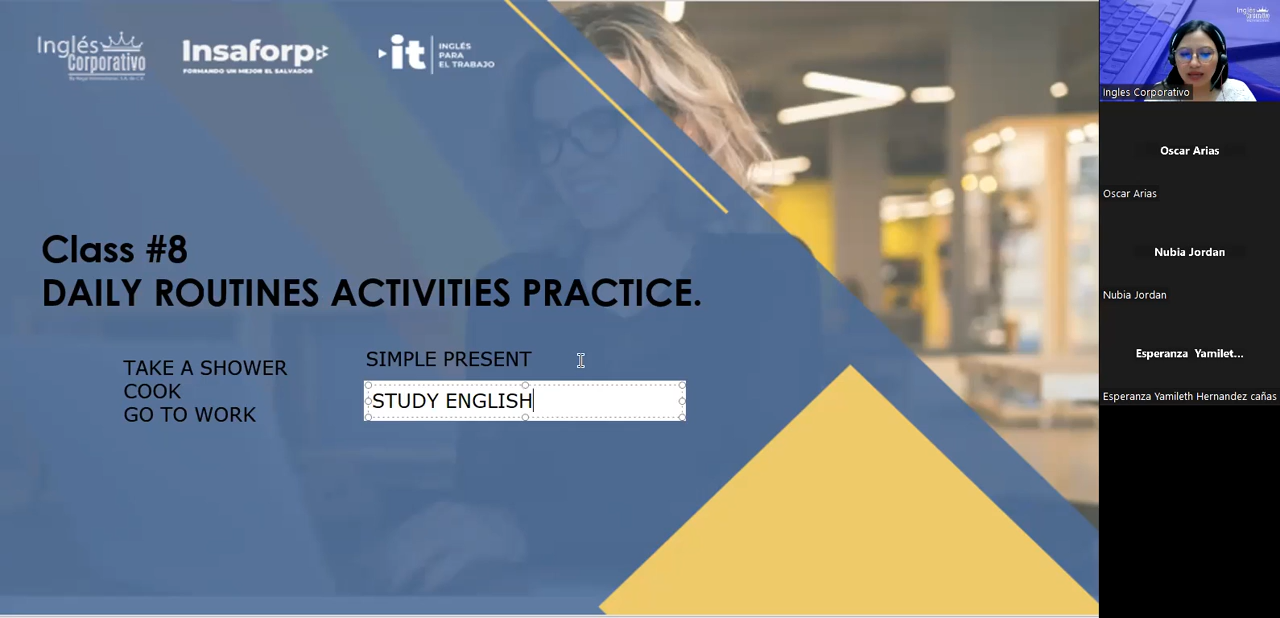 Inglés
Corporativo
Insaforp
FORMANDO UN MEJOR EL SALVADOR
it
INGLÉS
PARA
EL TRABAJO
Class #8
DAILY ROUTINES ACTIVITIES PRACTICE.
TAKE A SHOWER
COOK
GO TO WORK
SIMPLE PRESENT
STUDY ENGLISH
Ingles Corporativo
Oscar Arias
Oscar Arias
Nubia Jordan
Nubia Jordan
Esperanza Yamilet...
Esperanza Yamileth Hernandez cañas